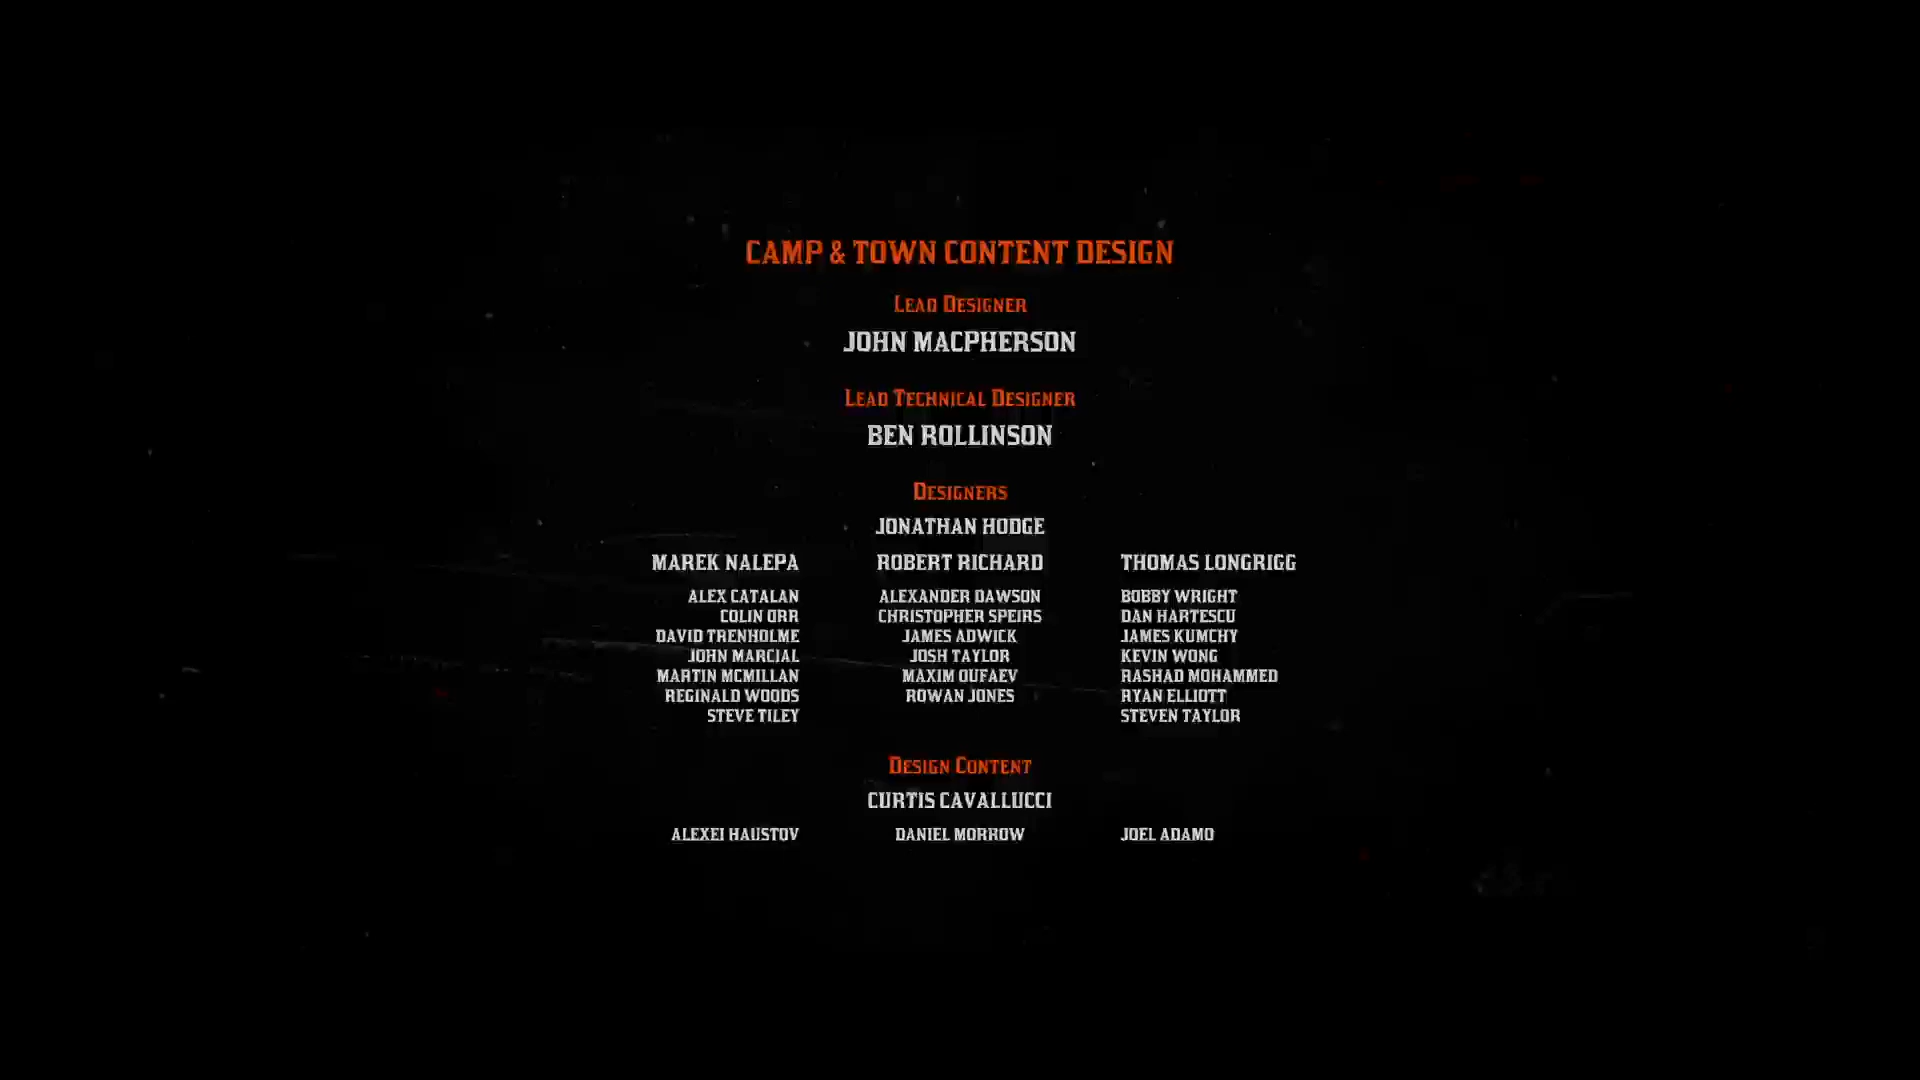 CAMP & TOWN CONTENT DESIGN
LEAD DESIGNER
JOHN MACPHERSON
LEAD TECHNICAL DESIGNER
BEN ROLLINSON
DESIGNERS
JONATHAN HODGE
MAREK NALEPA ROBERT RICHARD THOMAS LONGRIGG
ALEX CATALAN ALEXANDER DAWSON BOBBY WRIGHT
COLIN ORR CHRISTOPHER SPEIRS DAN HARTESCU
DAVID TRENHOLME JAMES ADWICK JAMES KUMCHY
JOHN MARCIAL JOSH TAYLOR KEVIN WONG
MARTIN MCMILLAN MAXIM OUFAEV RASHAD MOHAMMED
REGINALD WOODS ROWAN JONES RYAN ELLIOTT
STEVE TILEY STEVEN TAYLOR
DESIGN CONTENT
CURTIS CAVALLUCCI
ALEXEI HAUSTOV DANIEL MORROW JOEL ADAMO